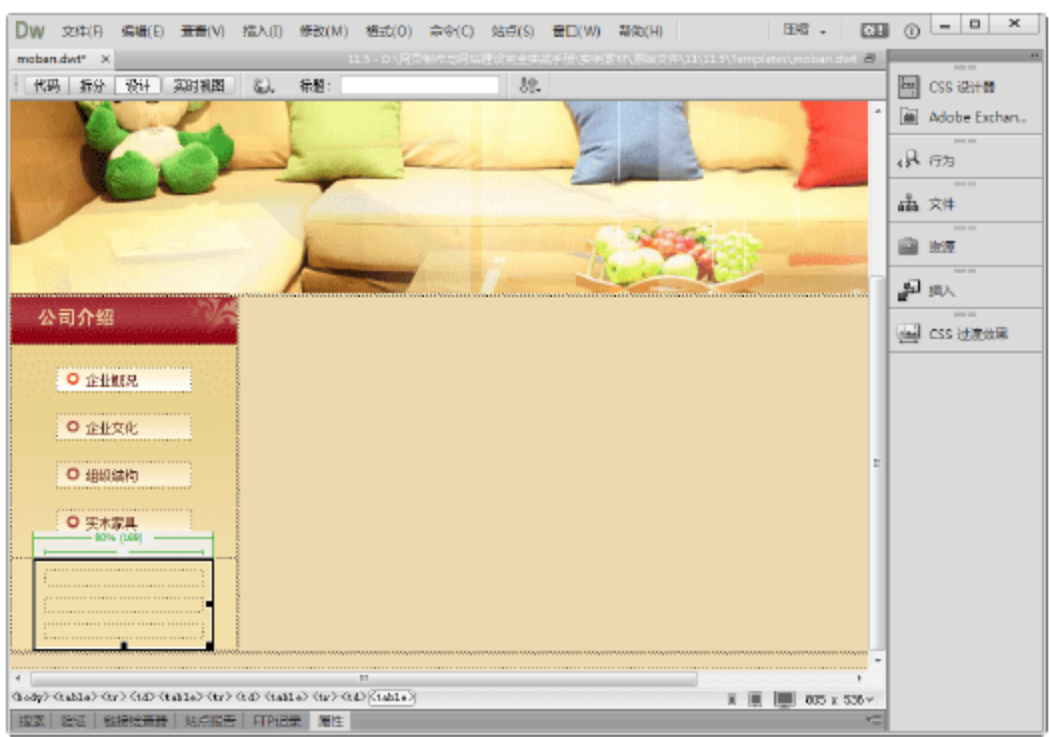 Dw 文件(F) 编辑(E) 查看(V) 插入(I) 修改(M) 格式(O) 命令(C) 站点(S) 窗口(W) 帮助(H) 压缩
moban.dwt* ×
代码 拆分 设计 实时视图 标题:
CSS 设计器
Adobe Exchan...
行为
文件
资源
插入
CSS 过渡效果
公司介绍
企业概况
企业文化
组织结构
实木家具
80% (169)
<body> <table> <tr> <td> <table> <tr> <td> <table> <tr> <td> <table>
805 x 536
搜索 验证 链接检查器 站点报告 FTP记录 属性